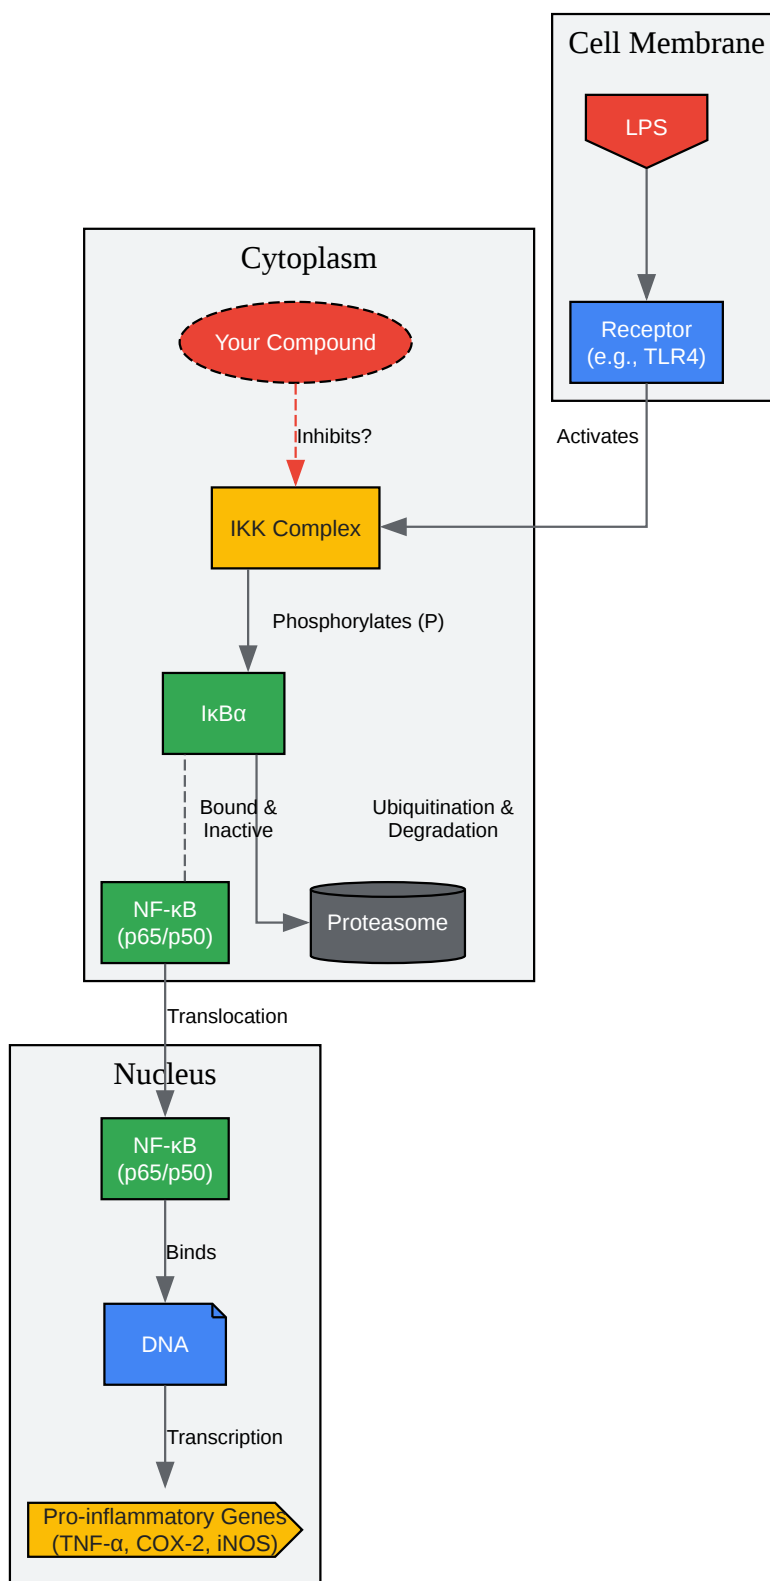 Cell Membrane
LPS
Receptor
(e.g., TLR4)
Activates
Cytoplasm
Your Compound
Inhibits?
IKK Complex
Phosphorylates (P)
IκBα
Bound &
Inactive
Ubiquitination &
Degradation
NF-κB
(p65/p50)
Proteasome
Translocation
Nucleus
NF-κB
(p65/p50)
Binds
DNA
Transcription
Pro-inflammatory Genes
(TNF-α, COX-2, iNOS)